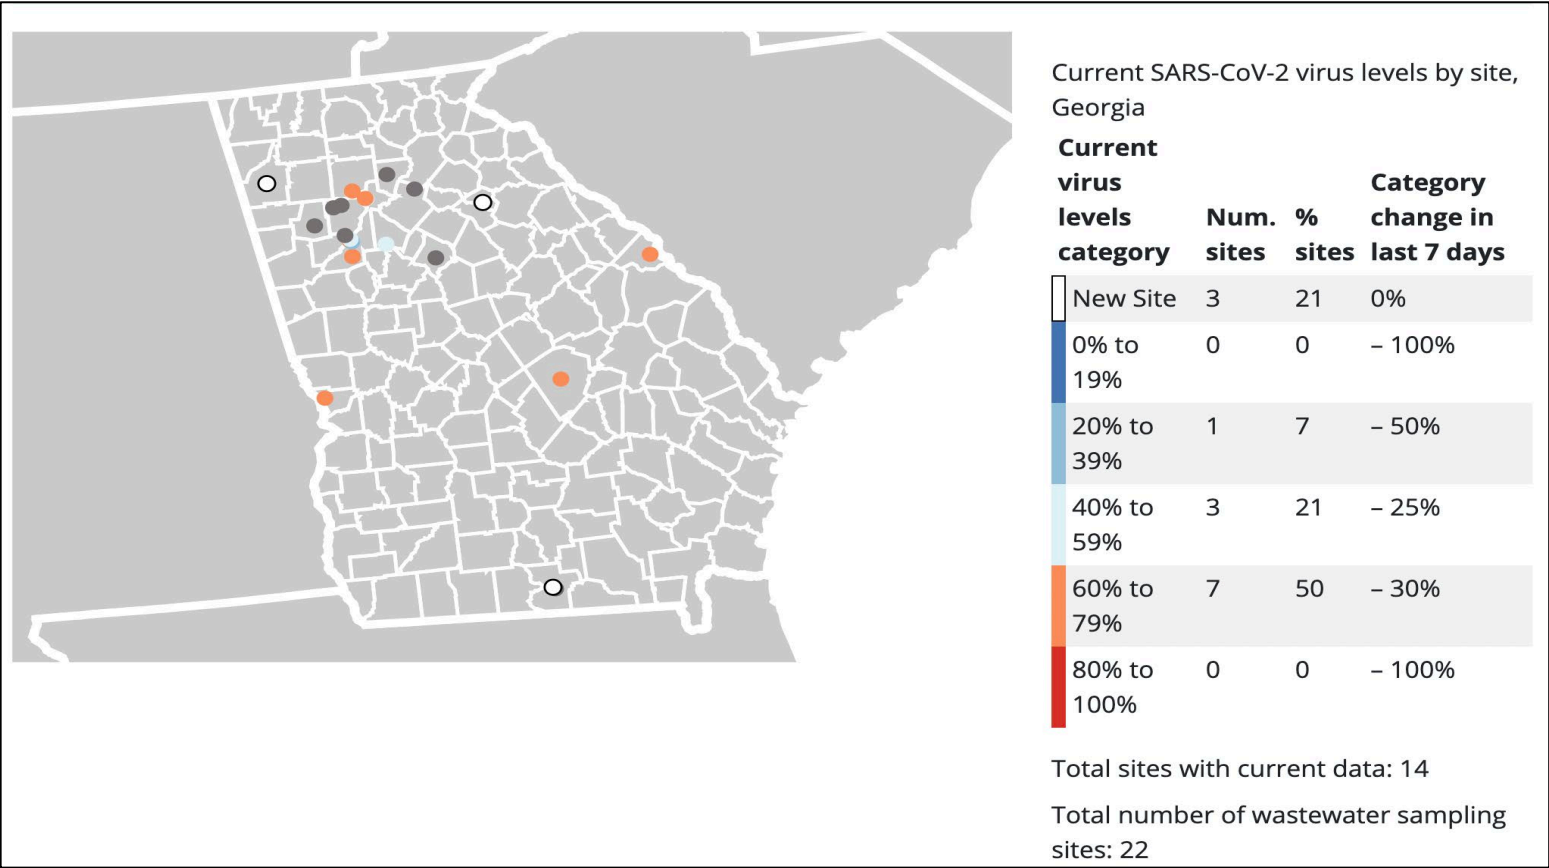 Current SARS-CoV-2 virus levels by site,
Georgia
Current
virus
levels
category
Num.
sites
%
sites
Category
change in
last 7 days
New Site 3 21 0%
0% to
19%
0 0 – 100%
20% to
39%
1 7 – 50%
40% to
59%
3 21 – 25%
60% to
79%
7 50 – 30%
80% to
100%
0 0 – 100%
Total sites with current data: 14
Total number of wastewater sampling
sites: 22